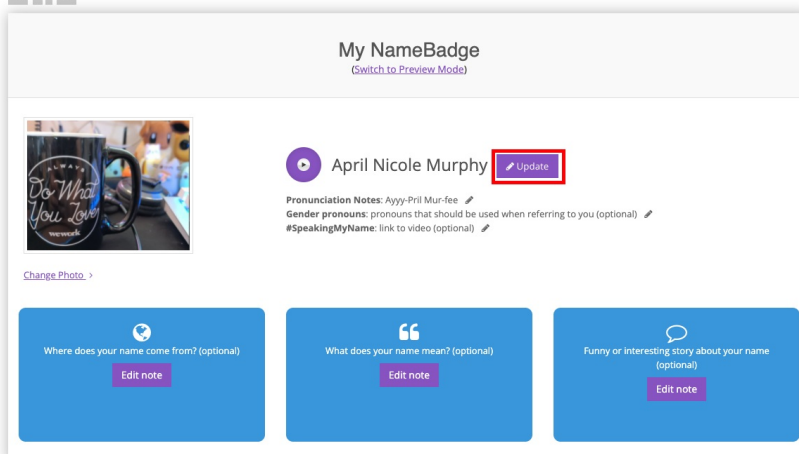 My NameBadge
(Switch to Preview Mode)
ALWAYS
Do What
You Love
wework
April Nicole Murphy
Update
Pronunciation Notes: Ayyy-Pril Mur-fee
Gender pronouns: pronouns that should be used when referring to you (optional)
#SpeakingMyName: link to video (optional)
Change Photo >
Where does your name come from? (optional)
Edit note
What does your name mean? (optional)
Edit note
Funny or interesting story about your name
(optional)
Edit note